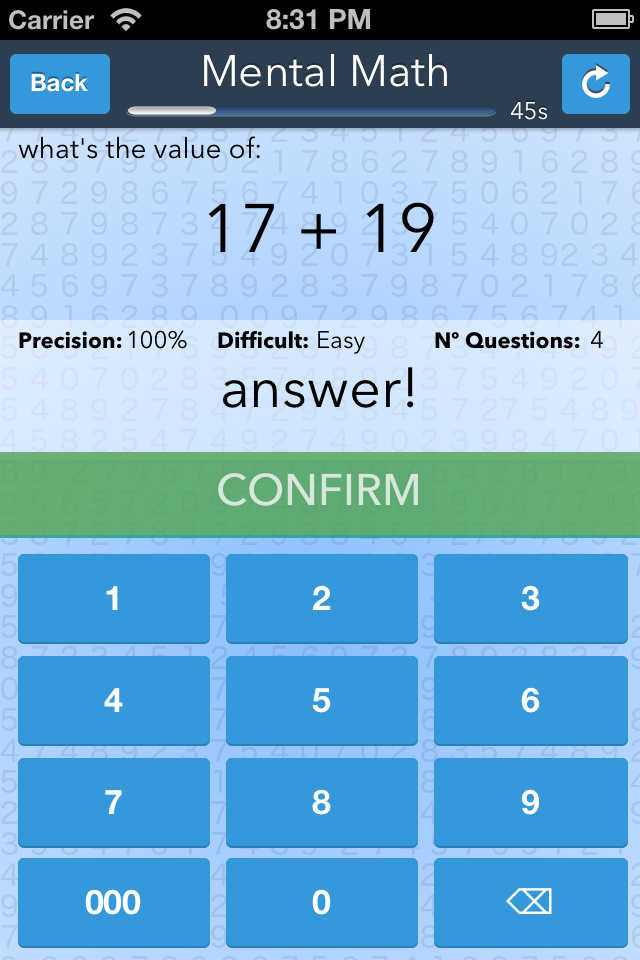 Carrier 8:31 PM
Back Mental Math
45s
what's the value of:
17 + 19
Precision: 100% Difficult: Easy Nº Questions: 4
answer!
CONFIRM
1 2 3
4 5 6
7 8 9
000 0